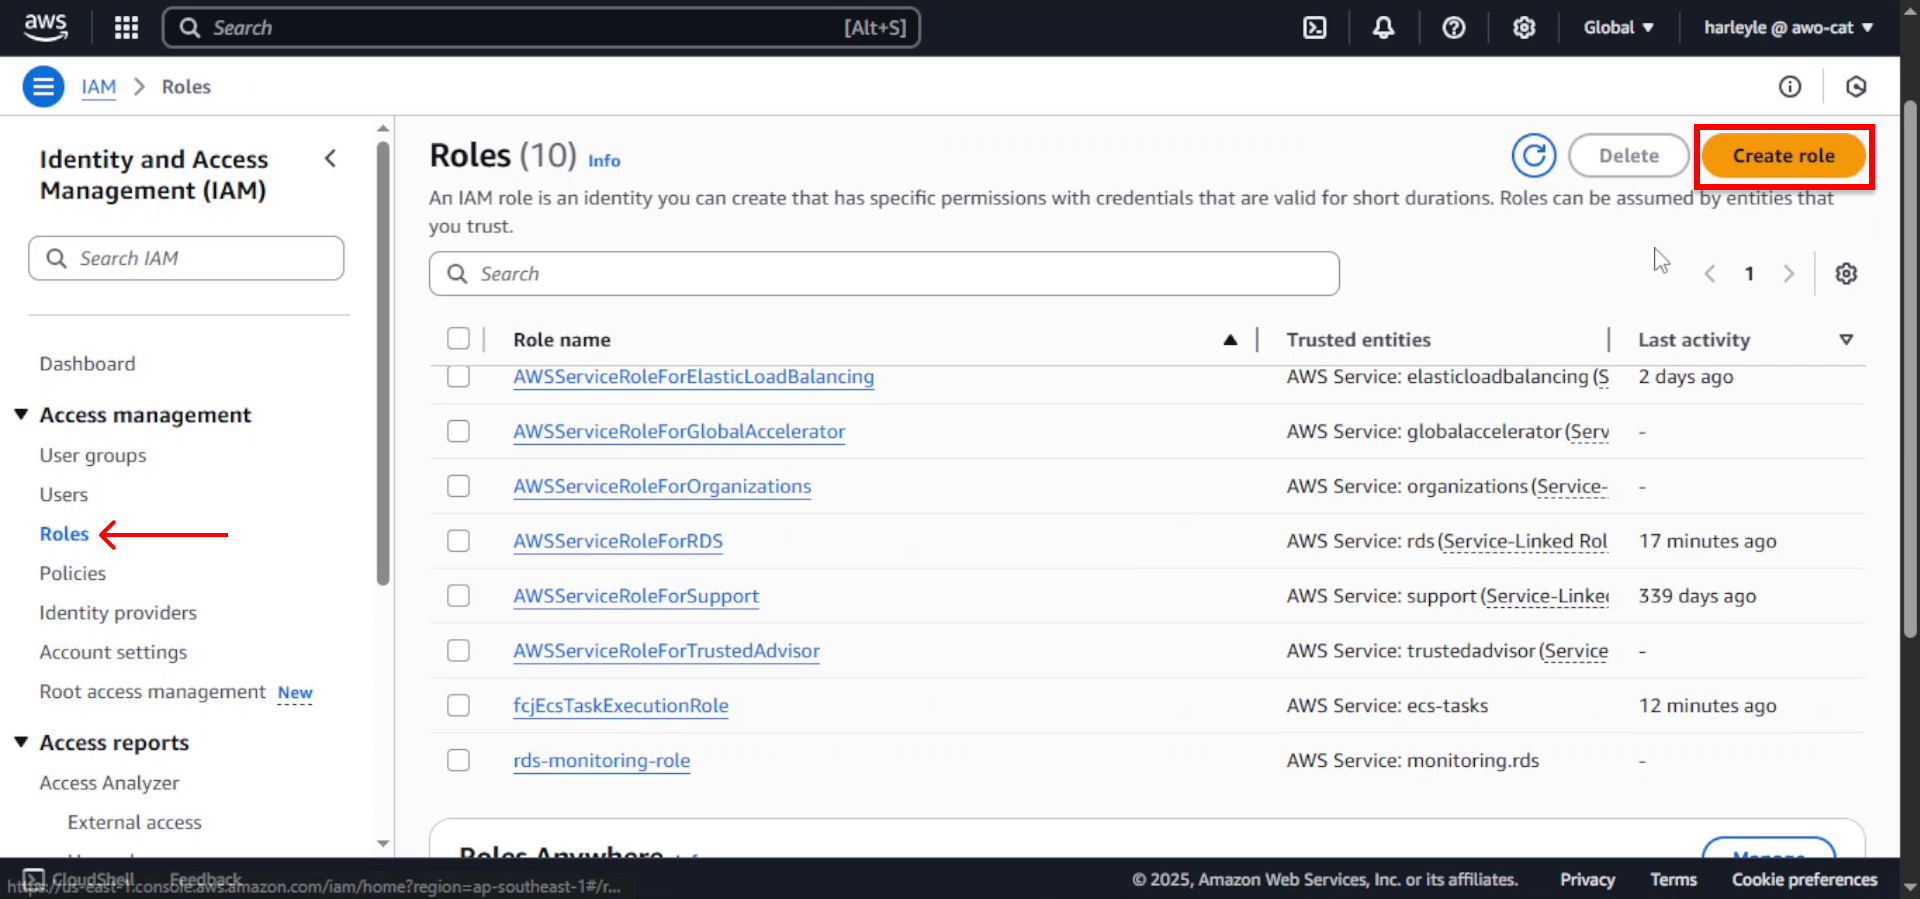 aws
Search
[Alt+S]
Global
harleyle @ awo-cat
IAM
Roles
Identity and Access
Management (IAM)
Search IAM
Dashboard
Access management
User groups
Users
Roles
Policies
Identity providers
Account settings
Root access management New
Access reports
Access Analyzer
External access
Roles (10) Info
Delete
Create role
An IAM role is an identity you can create that has specific permissions with credentials that are valid for short durations. Roles can be assumed by entities that
you trust.
Search
1
Role name
Trusted entities
Last activity
AWSServiceRoleForElasticLoadBalancing
AWS Service: elasticloadbalancing (S
2 days ago
AWSServiceRoleForGlobalAccelerator
AWS Service: globalaccelerator (Serv
-
AWSServiceRoleForOrganizations
AWS Service: organizations (Service-
-
AWSServiceRoleForRDS
AWS Service: rds (Service-Linked Rol
17 minutes ago
AWSServiceRoleForSupport
AWS Service: support (Service-Linked
339 days ago
AWSServiceRoleForTrustedAdvisor
AWS Service: trustedadvisor (Service
-
fcjEcsTaskExecutionRole
AWS Service: ecs-tasks
12 minutes ago
rds-monitoring-role
AWS Service: monitoring.rds
-
Roles Anywhere Info
Manage
CloudShell
Feedback
https://us-east-1.console.aws.amazon.com/iam/home?region=ap-southeast-1#/r...
© 2025, Amazon Web Services, Inc. or its affiliates.
Privacy
Terms
Cookie preferences